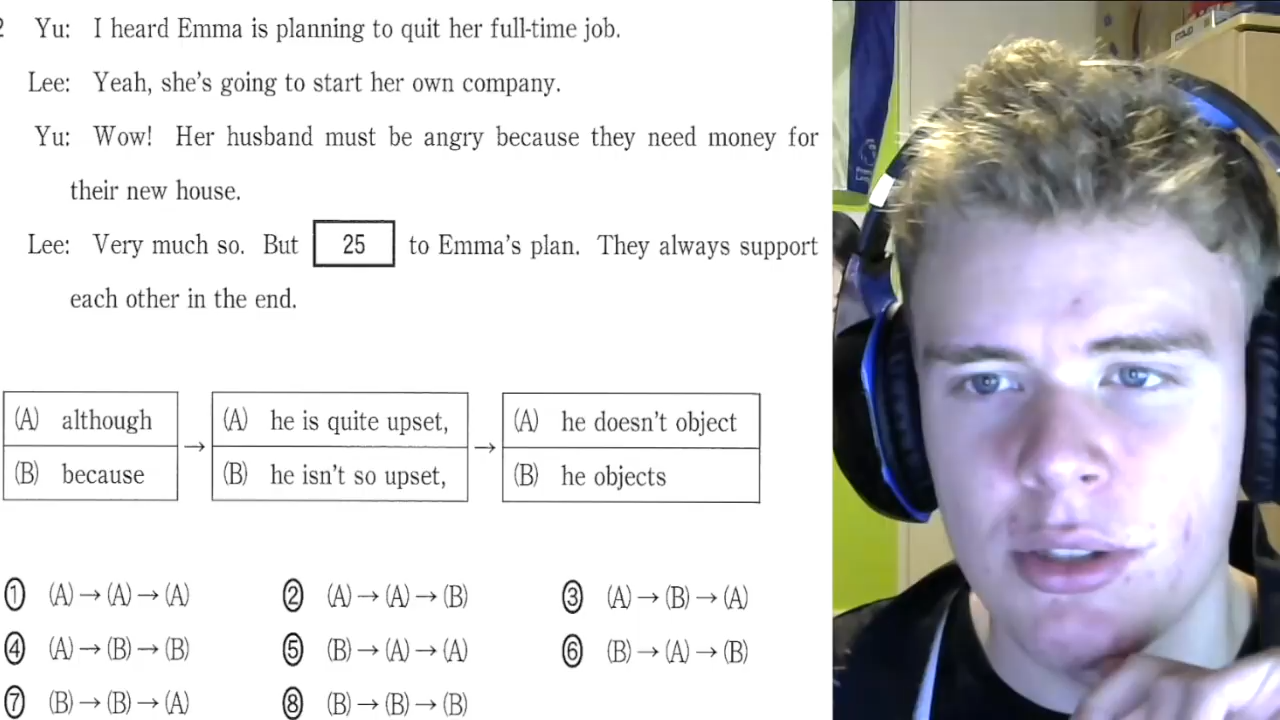 2 Yu: I heard Emma is planning to quit her full-time job.
Lee: Yeah, she's going to start her own company.
Yu: Wow! Her husband must be angry because they need money for
their new house.
Lee: Very much so. But 25 to Emma's plan. They always support
each other in the end.
(A) although → (A) he is quite upset, → (A) he doesn't object
(B) because (B) he isn't so upset, (B) he objects
① (A) → (A) → (A) ② (A) → (A) → (B) ③ (A) → (B) → (A)
④ (A) → (B) → (B) ⑤ (B) → (A) → (A) ⑥ (B) → (A) → (B)
⑦ (B) → (B) → (A) ⑧ (B) → (B) → (B)